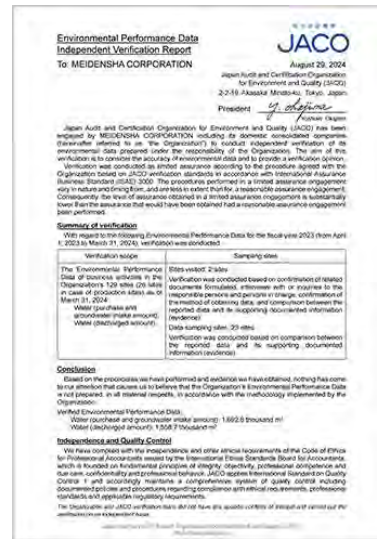 Environmental Performance Data
Independent Verification Report
JACO
To: MEIDENSHA CORPORATION
August 29, 2024
Japan Audit and Certification Organization
for Environment and Quality (JACO)
2-2-19 Akasaka Minato-ku, Tokyo, Japan
President
Japan Audit and Certification Organization for Environment and Quality (JACO) has been
engaged by MEIDENSHA CORPORATION including its domestic consolidated companies
(hereinafter referred to as "the Organization") to conduct independent verification of its
environmental data prepared under the responsibility of the Organization. The aim of this
verification is to consider the accuracy of environmental data and to provide a verification opinion.
Verification was conducted as limited assurance according to the procedure agreed with the
Organization based on JACO verification standards in accordance with International Assurance
Business Standard (ISAE) 3000. The procedures performed in a limited assurance engagement
vary in nature and timing from, and are less in extent than for, a reasonable assurance engagement.
Consequently, the level of assurance obtained in a limited assurance engagement is substantially
lower than the assurance that would have been obtained had a reasonable assurance engagement
been performed.
Summary of verification
With regard to the following Environmental Performance Data for the fiscal year 2023 (from April
1, 2023 to March 31, 2024), verification was conducted
Verification scope
Sampling sites
The Environmental Performance
Data of business activities in the
Organization's 129 sites (26 sites
in case of production sites) as of
March 31, 2024
Water (purchase and
groundwater intake amount)
Water (discharged amount)
Sites visited: 2 sites
Verification was conducted based on confirmation of related
documents formulated, interviews with or inquiries to the
responsible persons and persons in charge, confirmation of
the method of obtaining data, and comparison between the
reported data and its supporting documented information
(evidence)
Data sampling sites: 23 sites
Verification was conducted based on comparison between
the reported data and its supporting documented
information (evidence)
Conclusion
Based on the procedures we have performed and evidence we have obtained, nothing has come
to our attention that causes us to believe that the Organization's Environmental Performance Data
is not prepared, in all material respects, in accordance with the methodology implemented by the
Organization.
Verified Environmental Performance Data:
Water (purchase and groundwater intake amount):
Water (discharged amount):
Independence and Quality Control
We have complied with the independence and other ethical requirements of the Code of Ethics
for Professional Accountants issued by the International Ethics Standards Board for Accountants,
which is founded on fundamental principles of integrity, objectivity, professional competence and
due care, confidentiality and professional behavior. JACO applies International Standard on Quality
Control 1 and accordingly maintains a comprehensive system of quality control including
documented policies and procedures regarding compliance with ethical requirements, professional
standards and applicable regulatory requirements.